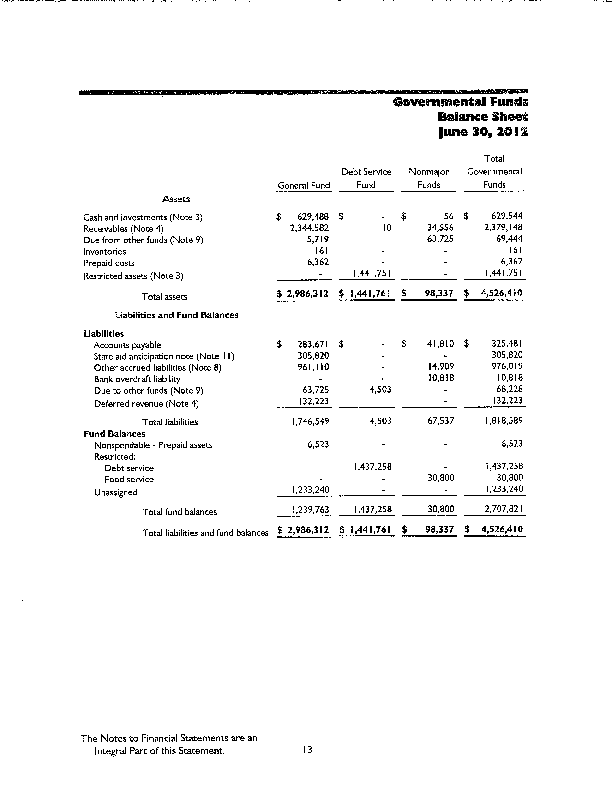 Governmental Funds
Balance Sheet
June 30, 2012
Total
Debt Service Nonmajor Governmental
General Fund Fund Funds Funds
Assets
Cash and investments (Note 3) $ 629,488 $ - $ 56 $ 629,544
Receivables (Note 4) 2,344,582 10 34,556 2,379,148
Due from other funds (Note 9) 5,719 - 63,725 69,444
Inventories 161 - - 161
Prepaid costs 6,362 - - 6,362
Restricted assets (Note 3) - 1,441,751 - 1,441,751
Total assets $ 2,986,312 $ 1,441,761 $ 98,337 $ 4,526,410
Liabilities and Fund Balances
Liabilities
Accounts payable $ 283,671 $ - $ 41,810 $ 325,481
State aid anticipation note (Note 11) 305,820 - - 305,820
Other accrued liabilities (Note 8) 961,110 - 14,909 976,019
Bank overdraft liability - - 10,818 10,818
Due to other funds (Note 9) 63,725 4,503 - 68,228
Deferred revenue (Note 4) 132,223 - 132,223
Total liabilities 1,746,549 4,503 67,537 1,818,589
Fund Balances
Nonspendable - Prepaid assets 6,523 - - 6,523
Restricted:
Debt service 1,437,258 - 1,437,258
Food service - - 30,800 30,800
Unassigned 1,233,240 - - 1,233,240
Total fund balances 1,239,763 1,437,258 30,800 2,707,821
Total liabilities and fund balances $ 2,986,312 $ 1,441,761 $ 98,337 $ 4,526,410
The Notes to Financial Statements are an
Integral Part of this Statement. 13